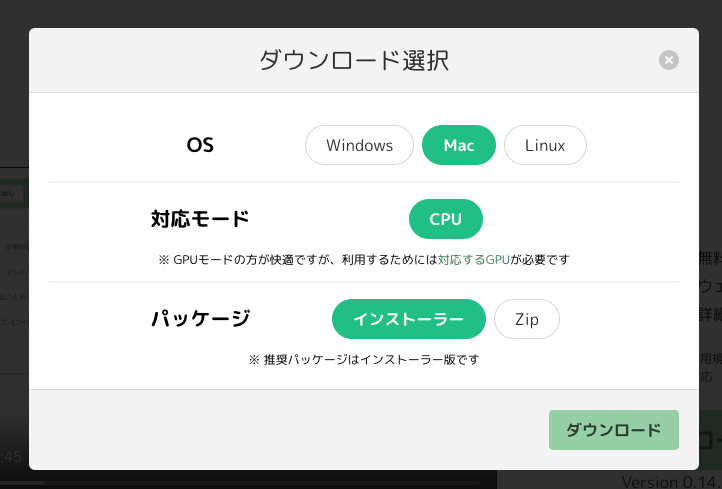 ダウンロード選択
OS
Windows
Mac
Linux
対応モード
CPU
※ GPUモードの方が快適ですが、利用するためには対応するGPUが必要です
パッケージ
インストーラー
Zip
※ 推奨パッケージはインストーラー版です
ダウンロード
無料
ウェ
詳細
用規
応
:45
Version 0.14.